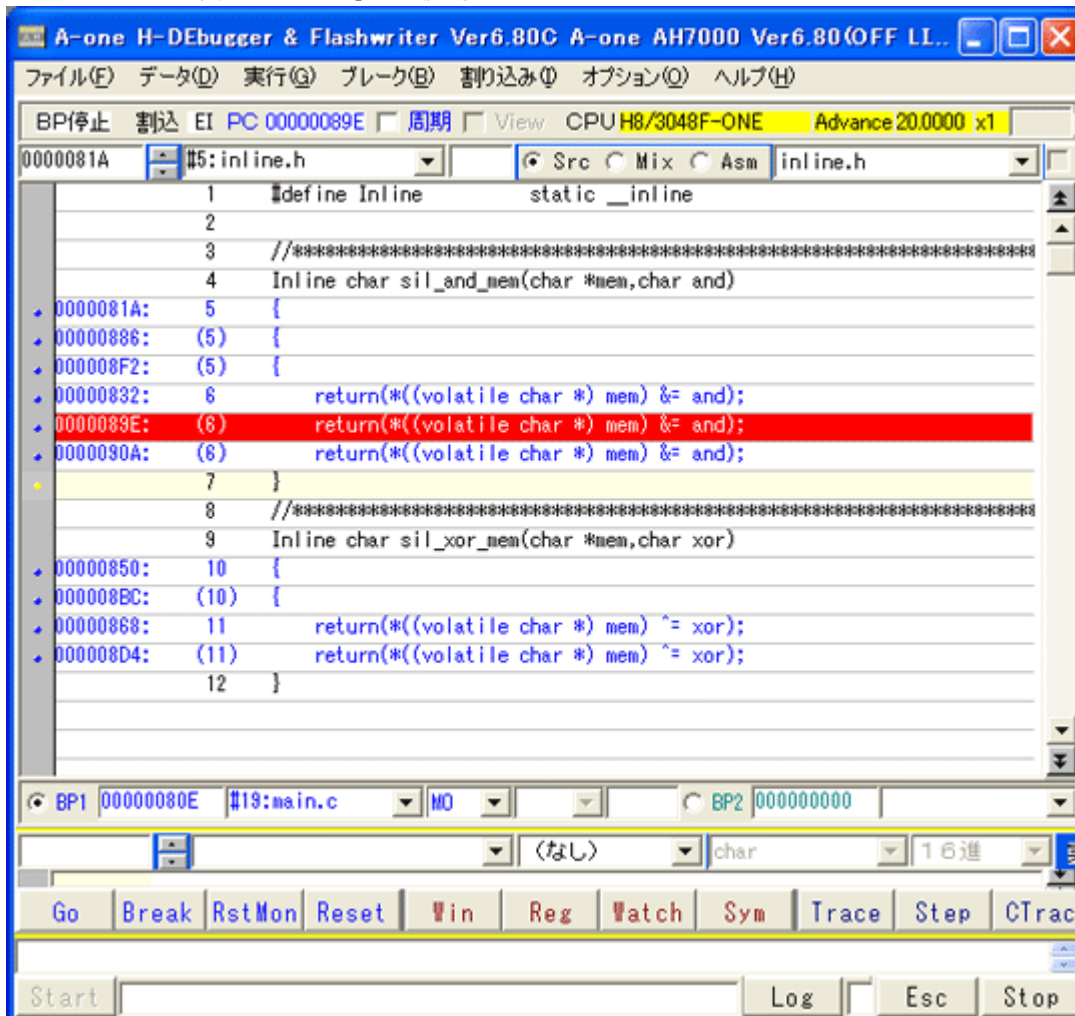 A-one H-DEbugger & Flashwriter Ver6.80C A-one AH7000 Ver6.80(OFF LI..
ファイル(F) データ(D) 実行(G) ブレーク(B) 割り込み(I) オプション(O) ヘルプ(H)
BP停止 割込 EI PC 00000089E 周期 View CPU H8/3048F-ONE Advance 20.0000 x1
0000081A #5:inline.h Src Mix Asm inline.h
1 #define Inline static __inline
2
3 //************************************************************************
4 Inline char sil_and_mem(char *mem,char and)
0000081A: 5 {
00000886: (5) {
000008F2: (5) {
00000832: 6 return(*((volatile char *) mem) &= and);
0000089E: (6) return(*((volatile char *) mem) &= and);
0000090A: (6) return(*((volatile char *) mem) &= and);
7 }
8 //************************************************************************
9 Inline char sil_xor_mem(char *mem,char xor)
00000850: 10 {
000008BC: (10) {
00000868: 11 return(*((volatile char *) mem) ^= xor);
000008D4: (11) return(*((volatile char *) mem) ^= xor);
12 }
BP1 00000080E #19:main.c MO BP2 000000000
(なし) char 16進
Go Break RstMon Reset Win Reg Watch Sym Trace Step CTrac
Start Log Esc Stop